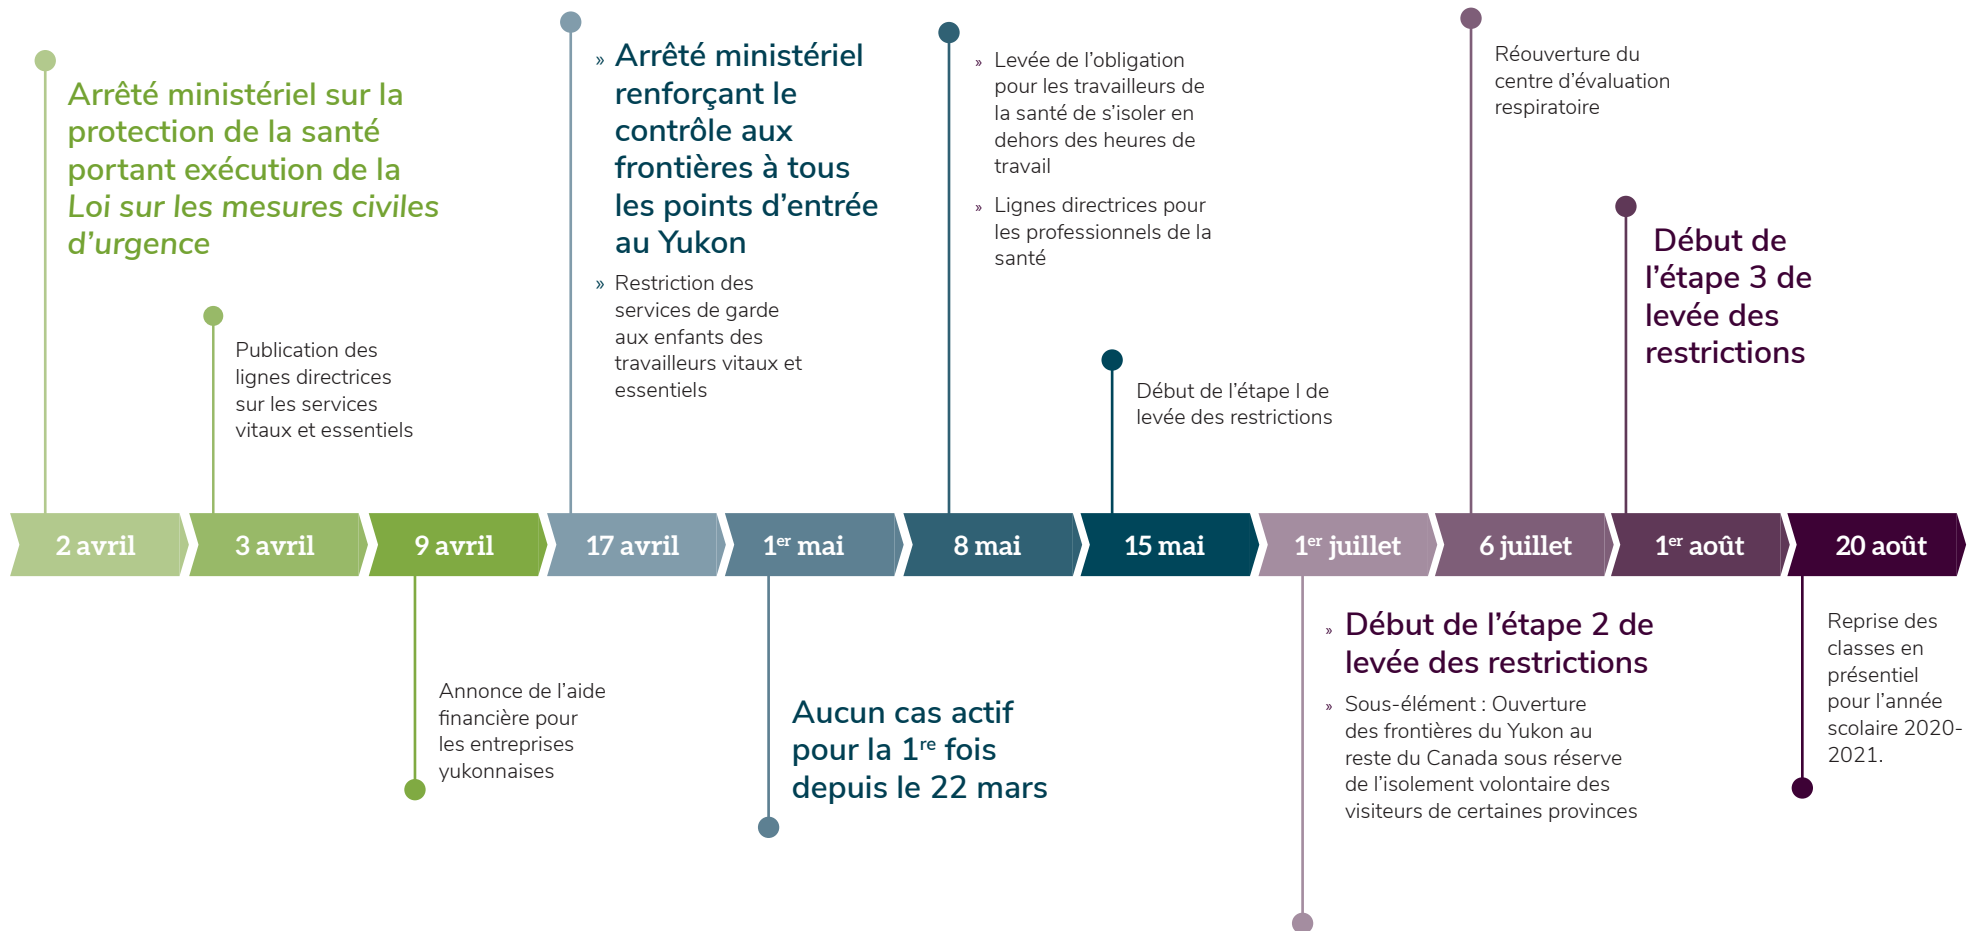 Arrêté ministériel sur la
protection de la santé
portant exécution de la
Loi sur les mesures civiles
d’urgence
Publication des
lignes directrices
sur les services
vitaux et essentiels
» Arrêté ministériel
renforçant le
contrôle aux
frontières à tous
les points d’entrée
au Yukon
» Restriction des
services de garde
aux enfants des
travailleurs vitaux et
essentiels
» Levée de l’obligation
pour les travailleurs de
la santé de s’isoler en
dehors des heures de
travail
» Lignes directrices pour
les professionnels de la
santé
Début de l’étape I de
levée des restrictions
Réouverture du
centre d’évaluation
respiratoire
Début de
l’étape 3 de
levée des
restrictions
2 avril
3 avril
9 avril
17 avril
1er mai
8 mai
15 mai
1er juillet
6 juillet
1er août
20 août
Annonce de l’aide
financière pour
les entreprises
yukonnaises
Aucun cas actif
pour la 1re fois
depuis le 22 mars
» Début de l’étape 2 de
levée des restrictions
» Sous-élément : Ouverture
des frontières du Yukon au
reste du Canada sous réserve
de l’isolement volontaire des
visiteurs de certaines provinces
Reprise des
classes en
présentiel
pour l’année
scolaire 2020-
2021.